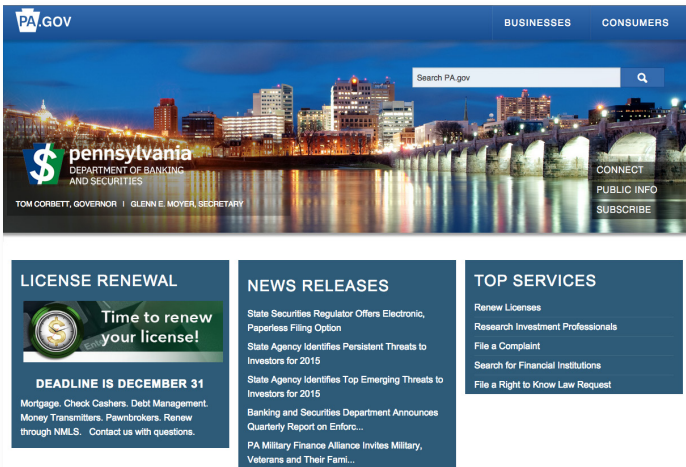 PA.GOV
BUSINESSES
CONSUMERS
Search PA.gov
pennsylvania
DEPARTMENT OF BANKING
AND SECURITIES
TOM CORBETT, GOVERNOR | GLENN E. MOYER, SECRETARY
CONNECT
PUBLIC INFO
SUBSCRIBE
LICENSE RENEWAL
Time to renew
your license!
DEADLINE IS DECEMBER 31
Mortgage. Check Cashers. Debt Management.
Money Transmitters. Pawnbrokers. Renew
through NMLS. Contact us with questions.
NEWS RELEASES
State Securities Regulator Offers Electronic,
Paperless Filing Option
State Agency Identifies Persistent Threats to
Investors for 2015
State Agency Identifies Top Emerging Threats to
Investors for 2015
Banking and Securities Department Announces
Quarterly Report on Enforc...
PA Military Finance Alliance Invites Military,
Veterans and Their Fami...
TOP SERVICES
Renew Licenses
Research Investment Professionals
File a Complaint
Search for Financial Institutions
File a Right to Know Law Request